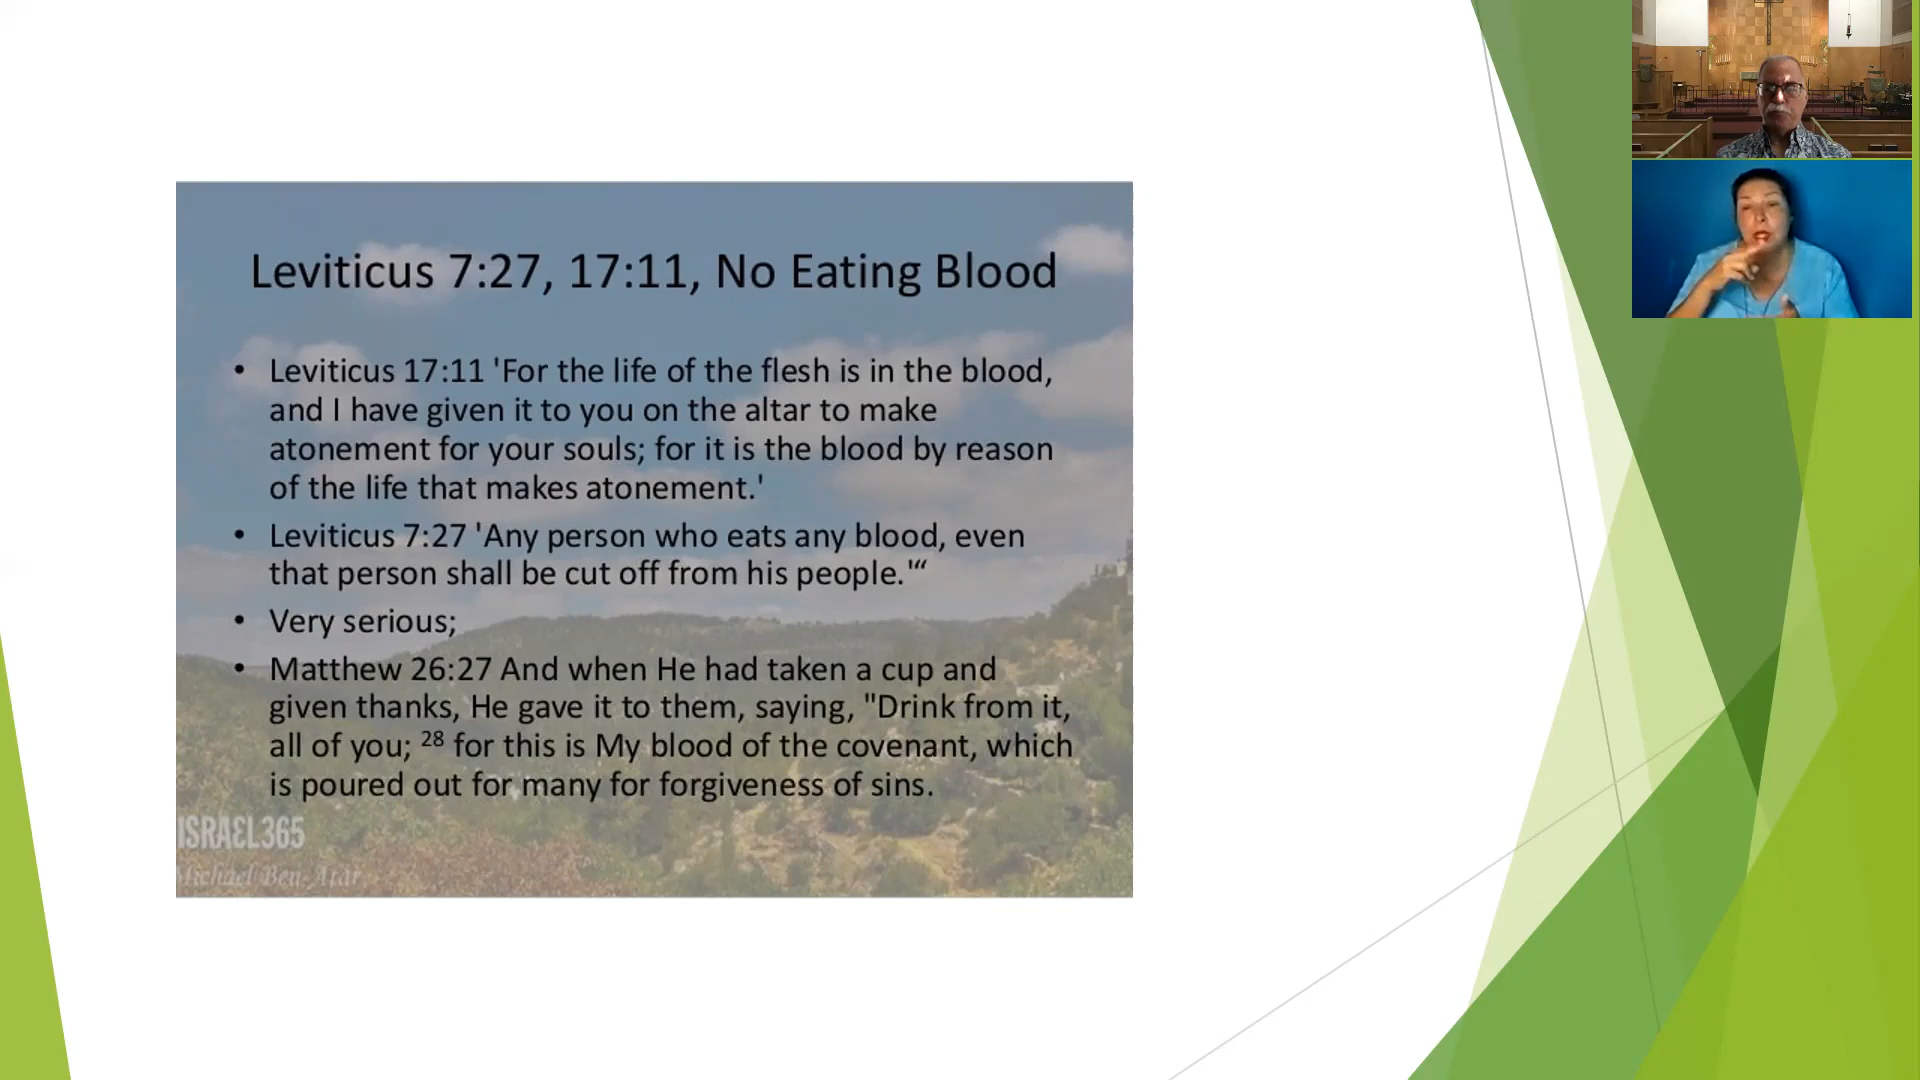 Leviticus 7:27, 17:11, No Eating Blood
• Leviticus 17:11 'For the life of the flesh is in the blood,
and I have given it to you on the altar to make
atonement for your souls; for it is the blood by reason
of the life that makes atonement.'
• Leviticus 7:27 'Any person who eats any blood, even
that person shall be cut off from his people.'“
• Very serious;
• Matthew 26:27 And when He had taken a cup and
given thanks, He gave it to them, saying, "Drink from it,
all of you; 28 for this is My blood of the covenant, which
is poured out for many for forgiveness of sins.
ISRAEL365
Michael Ben-Atar